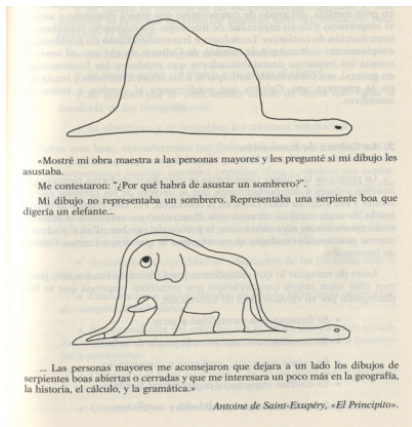 «Mostré mi obra maestra a las personas mayores y les pregunté si mi dibujo les
asustaba.
Me contestaron: "¿Por qué habrá de asustar un sombrero?".
Mi dibujo no representaba un sombrero. Representaba una serpiente boa que
digería un elefante...
... Las personas mayores me aconsejaron que dejara a un lado los dibujos de
serpientes boas abiertas o cerradas y que me interesara un poco más en la geografía,
la historia, el cálculo, y la gramática.»
Antoine de Saint-Exupéry, «El Principito».